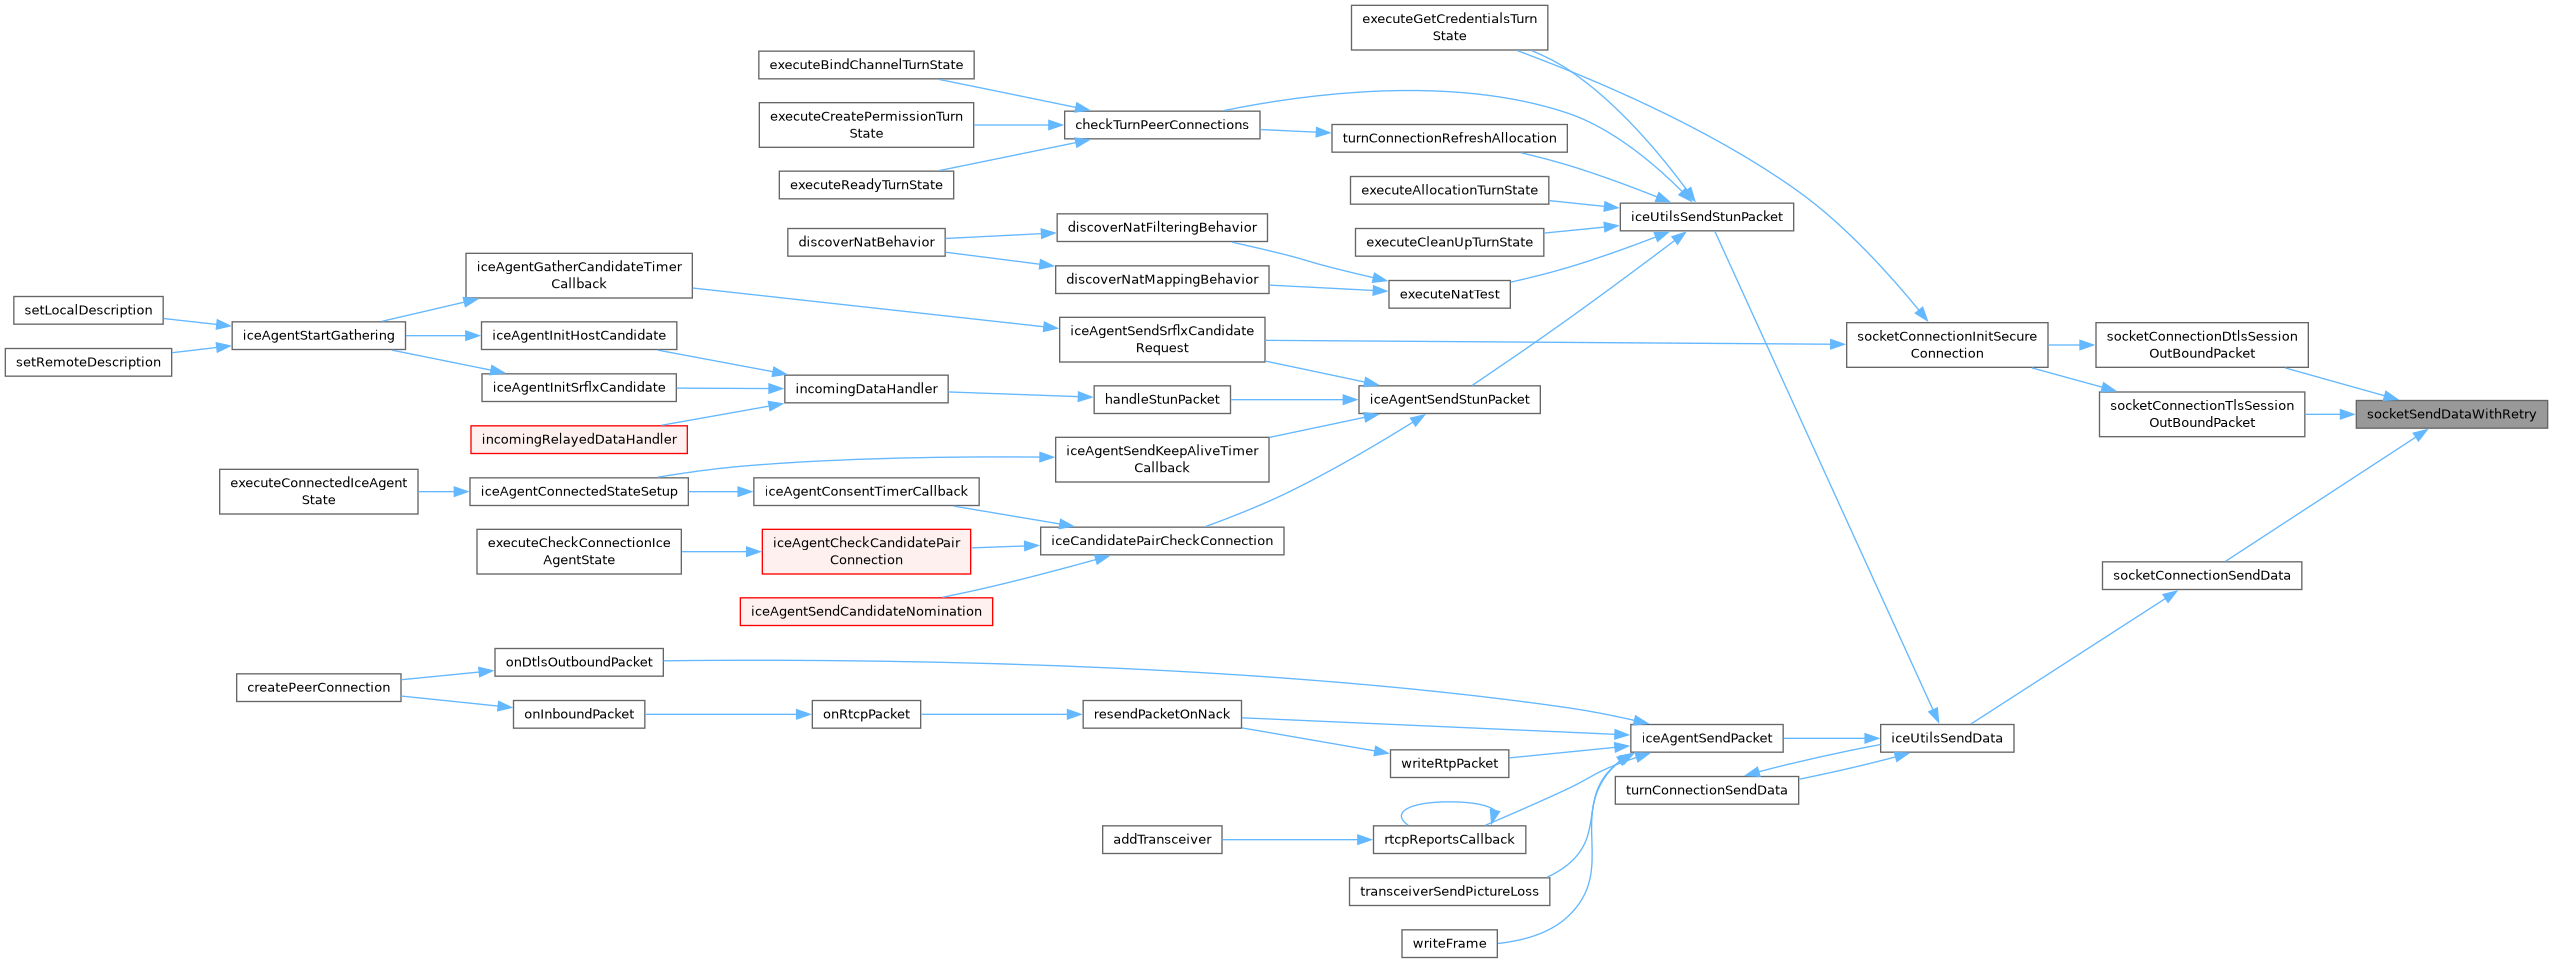 executeGetCredentialsTurn
State
executeBindChannelTurnState
executeCreatePermissionTurn
State
checkTurnPeerConnections
turnConnectionRefreshAllocation
executeReadyTurnState
executeAllocationTurnState
iceUtilsSendStunPacket
discoverNatBehavior
discoverNatFilteringBehavior
executeCleanUpTurnState
iceAgentGatherCandidateTimer
Callback
discoverNatMappingBehavior
executeNatTest
setLocalDescription
iceAgentStartGathering
iceAgentInitHostCandidate
iceAgentSendSrflxCandidate
Request
socketConnectionInitSecure
Connection
socketConnectionDtlsSession
OutBoundPacket
setRemoteDescription
iceAgentInitSrflxCandidate
incomingDataHandler
handleStunPacket
iceAgentSendStunPacket
socketConnectionTlsSession
OutBoundPacket
socketSendDataWithRetry
incomingRelayedDataHandler
iceAgentSendKeepAliveTimer
Callback
executeConnectedIceAgent
State
iceAgentConnectedStateSetup
iceAgentConsentTimerCallback
executeCheckConnectionIce
AgentState
iceAgentCheckCandidatePair
Connection
iceCandidatePairCheckConnection
socketConnectionSendData
iceAgentSendCandidateNomination
onDtlsOutboundPacket
createPeerConnection
onInboundPacket
onRtcpPacket
resendPacketOnNack
iceAgentSendPacket
iceUtilsSendData
writeRtpPacket
turnConnectionSendData
addTransceiver
rtcpReportsCallback
transceiverSendPictureLoss
writeFrame